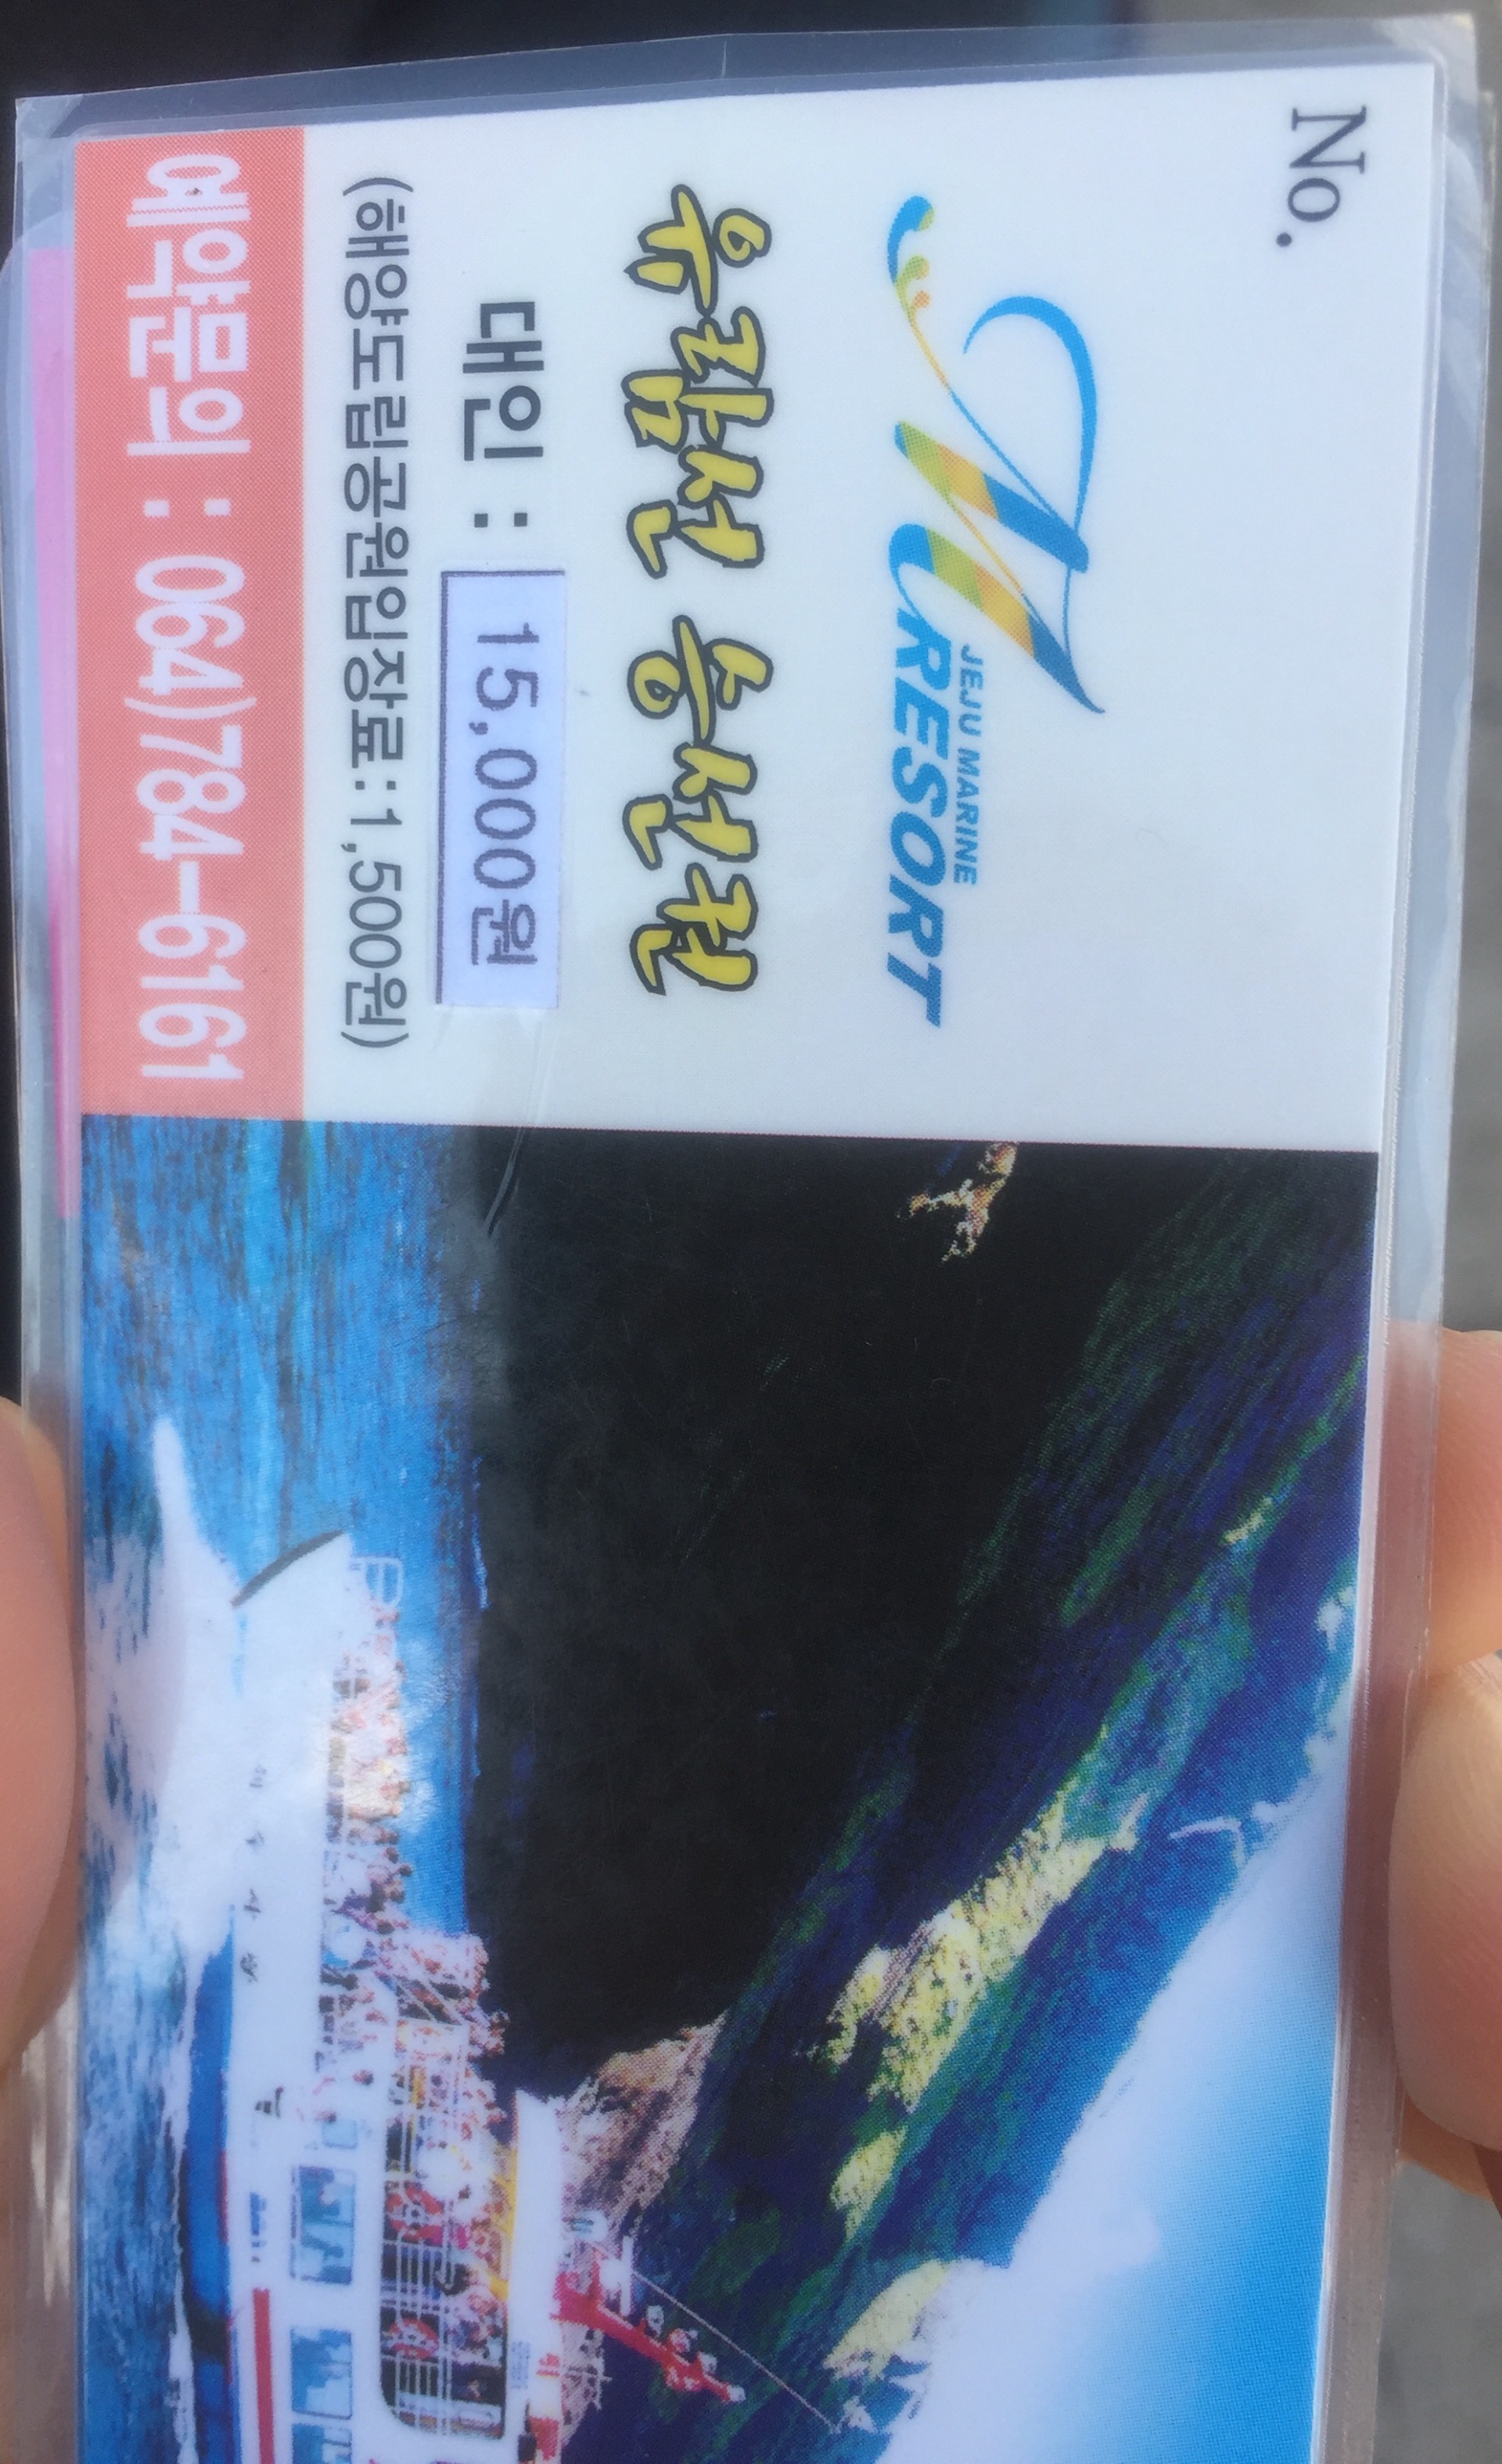 No.
M RESORT
JEJU MARINE
유람선 승선권
대인 : 15,000원
(해양도립공원입장료:1,500원)
예약문의 : 064)784-6161